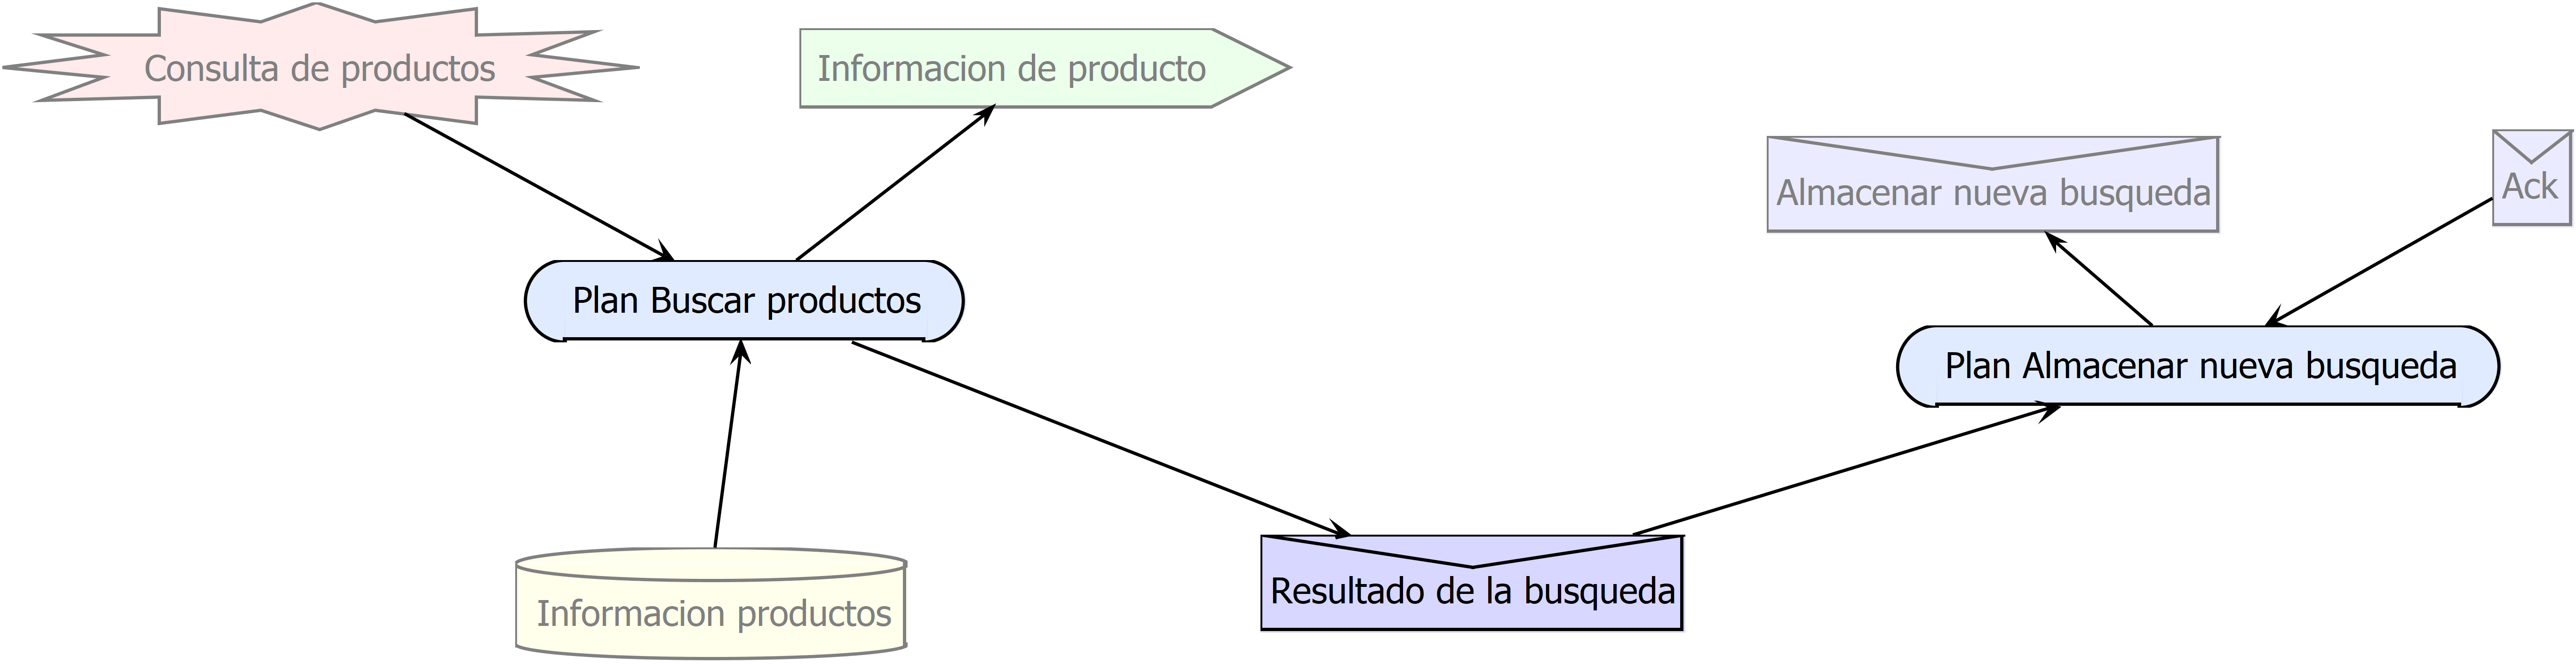 Consulta de productos
Informacion de producto
Almacenar nueva busqueda
Ack
Plan Buscar productos
Plan Almacenar nueva busqueda
Informacion productos
Resultado de la busqueda